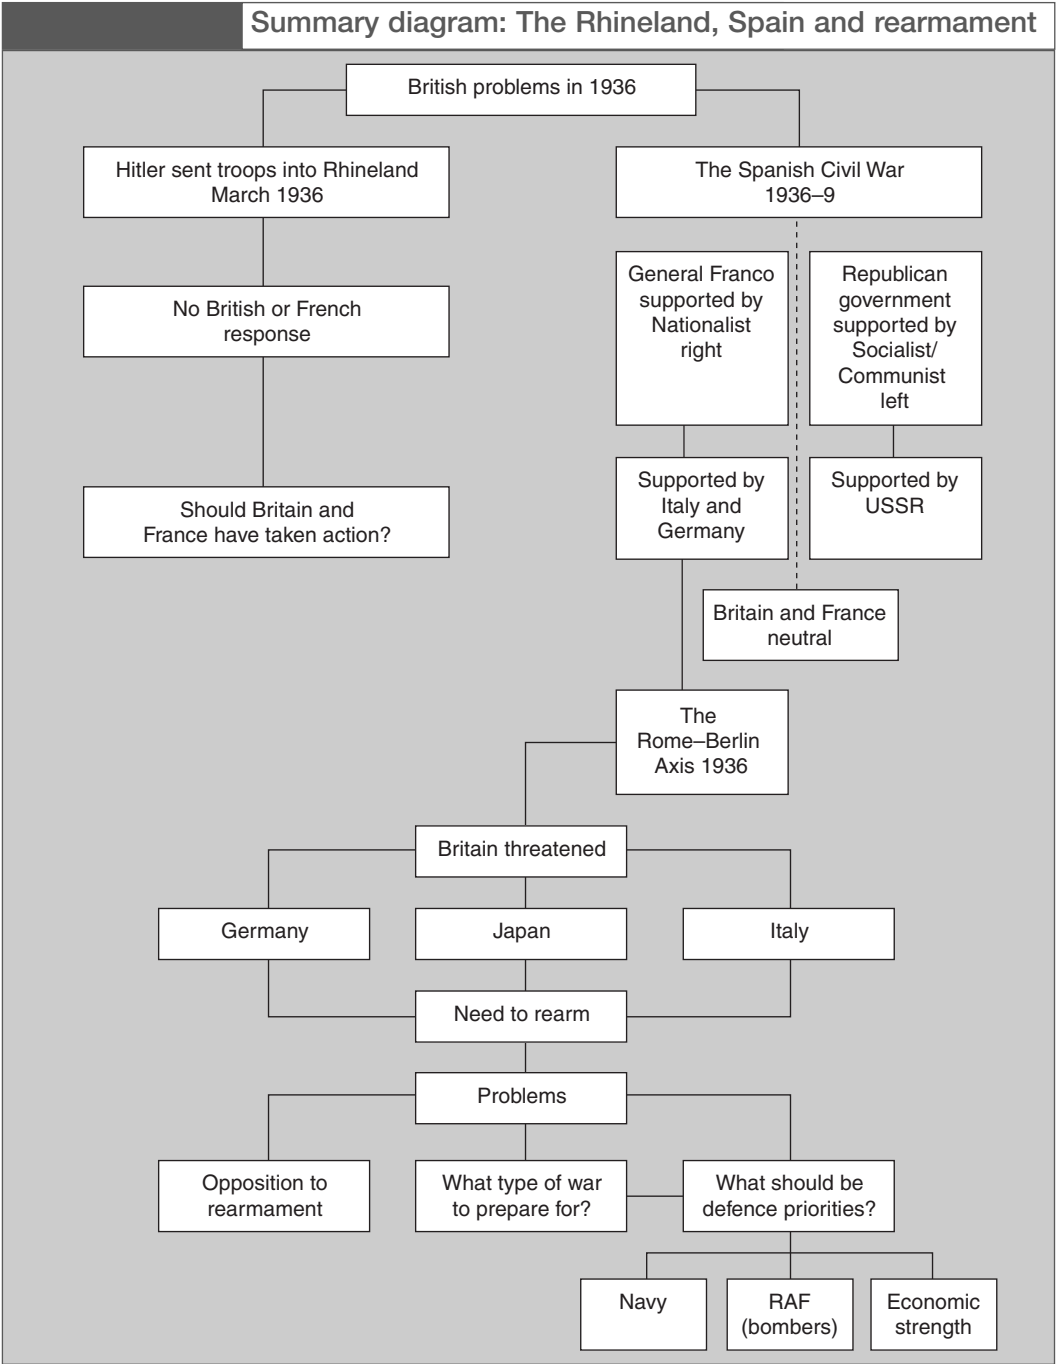 Summary diagram: The Rhineland, Spain and rearmament
British problems in 1936
Hitler sent troops into Rhineland
March 1936
No British or French
response
Should Britain and
France have taken action?
The Spanish Civil War
1936–9
General Franco
supported by
Nationalist
right
Republican
government
supported by
Socialist/
Communist
left
Supported by
Italy and
Germany
Supported by
USSR
Britain and France
neutral
The
Rome–Berlin
Axis 1936
Britain threatened
Germany
Japan
Italy
Need to rearm
Problems
Opposition to
rearmament
What type of war
to prepare for?
What should be
defence priorities?
Navy
RAF
(bombers)
Economic
strength